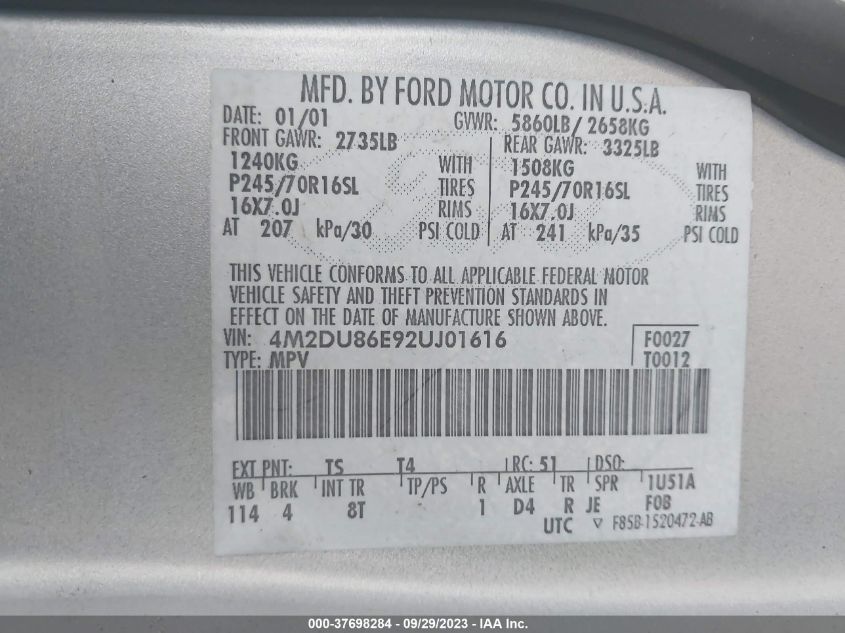 MFD. BY FORD MOTOR CO. IN U.S.A.
DATE: 01/01 GVWR: 5860LB/ 2658KG
FRONT GAWR: 2735LB REAR GAWR: 3325LB
1240KG WITH 1508KG WITH
P245/70R16SL TIRES P245/70R16SL TIRES
16X7.0J RIMS 16X7.0J RIMS
AT 207 kPa/30 PSI COLD AT 241 kPa/35 PSI COLD
THIS VEHICLE CONFORMS TO ALL APPLICABLE FEDERAL MOTOR
VEHICLE SAFETY AND THEFT PREVENTION STANDARDS IN
EFFECT ON THE DATE OF MANUFACTURE SHOWN ABOVE.
VIN: 4M2DU86E92UJ01616 F0027
TYPE: MPV T0012
EXT PNT: TS T4 RC: 51 DSO:
WB BRK INT TR TP/PS R AXLE TR SPR 1U51A
114 4 8T 1 D4 R JE FOB
UTC ▽ F85B-1520472-AB
000-37698284 - 09/29/2023 - IAA Inc.